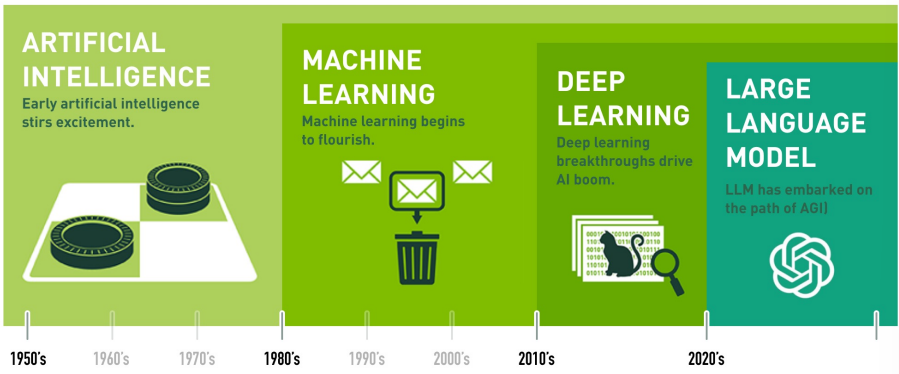 ARTIFICIAL
INTELLIGENCE
Early artificial intelligence
stirs excitement.
MACHINE
LEARNING
Machine learning begins
to flourish.
DEEP
LEARNING
Deep learning
breakthroughs drive
AI boom.
LARGE
LANGUAGE
MODEL
LLM has embarked on
the path of AGI)
1950's
1960's
1970's
1980's
1990's
2000's
2010's
2020's